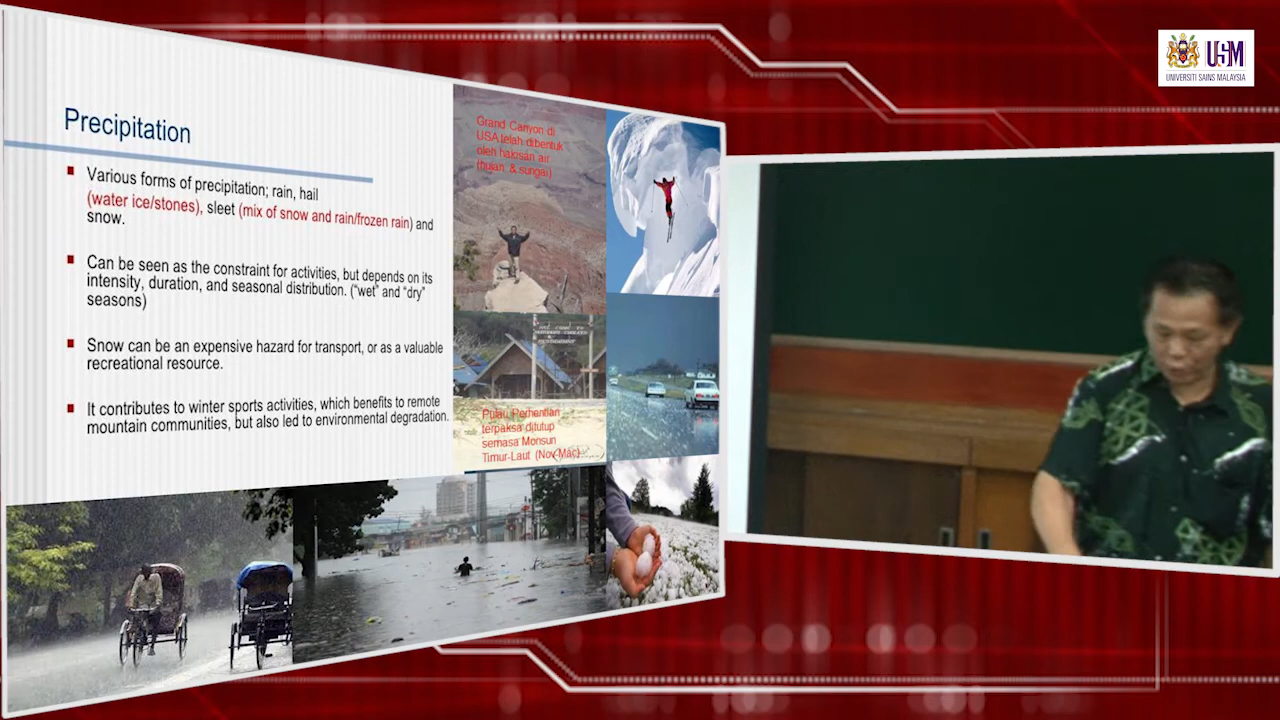 Precipitation
Various forms of precipitation; rain, hail
(water ice/stones), sleet (mix of snow and rain/frozen rain) and
snow.
Can be seen as the constraint for activities, but depends on its
intensity, duration, and seasonal distribution. (“wet” and “dry”
seasons)
Snow can be an expensive hazard for transport, or as a valuable
recreational resource.
It contributes to winter sports activities, which benefits to remote
mountain communities, but also led to environmental degradation.
Grand Canyon di
USA telah dibentuk
oleh hakisan air
(hujan & sungai)
Pulau Perhentian
terpaksa ditutup
semasa Monsun
Timur-Laut (Nov-Mac)
USM
UNIVERSITI SAINS MALAYSIA